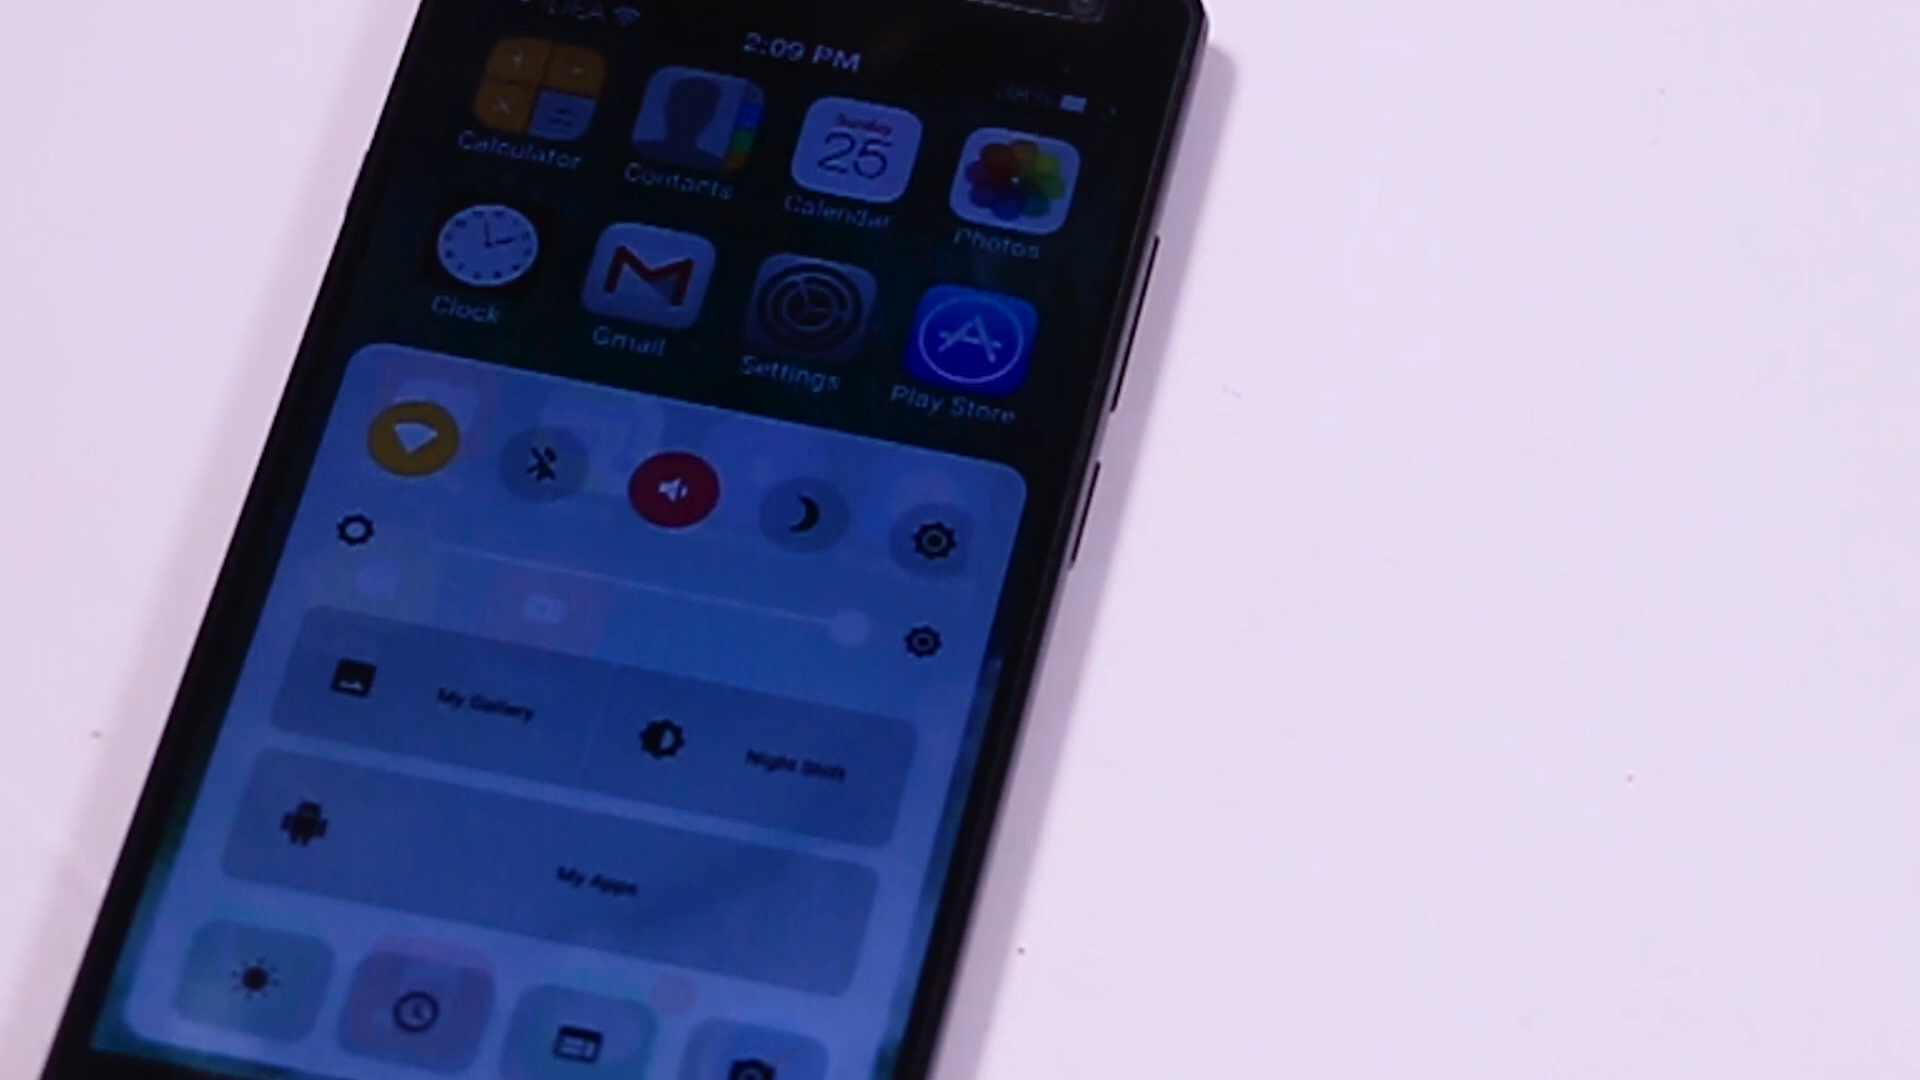 IDEA
2:09 PM
Calculator
Contacts
Sunday
25
Calendar
Photos
Clock
Gmail
Settings
Play Store
My Gallery
Night Shift
My Apps